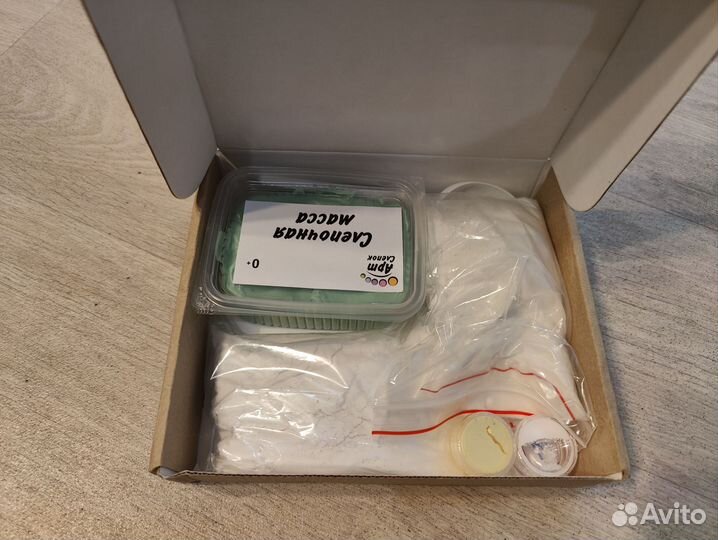 Слепочная
масса
0+
Арт
Слепок
Avito